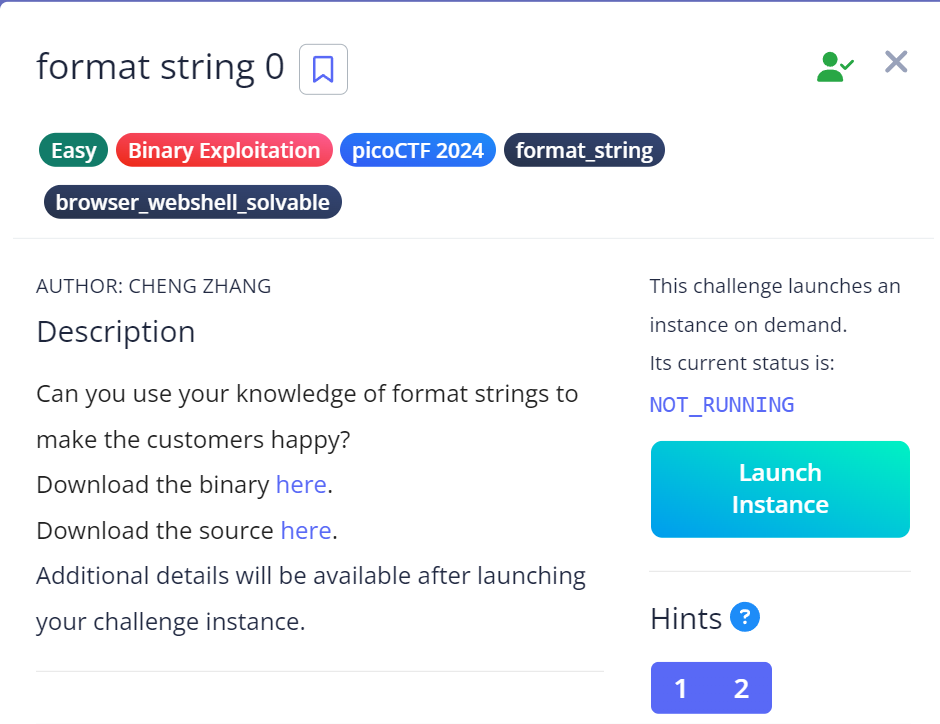 format string 0
Easy Binary Exploitation picoCTF 2024 format_string
browser_webshell_solvable
AUTHOR: CHENG ZHANG
Description
Can you use your knowledge of format strings to
make the customers happy?
Download the binary here.
Download the source here.
Additional details will be available after launching
your challenge instance.
This challenge launches an
instance on demand.
Its current status is:
NOT_RUNNING
Launch
Instance
Hints ?
1 2